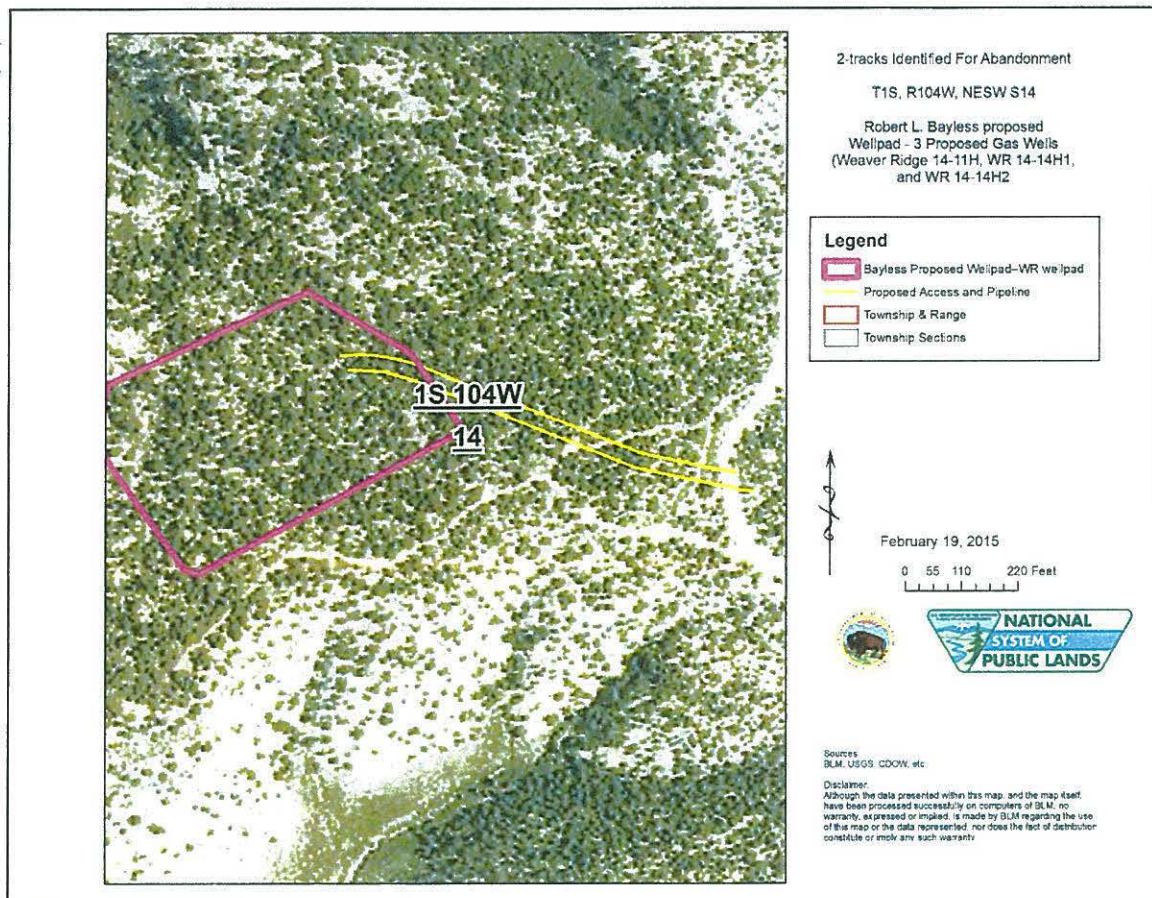 2-tracks Identified For Abandonment
T1S, R104W, NESW S14
Robert L. Bayless proposed
Wellpad - 3 Proposed Gas Wells
(Weaver Ridge 14-11H, WR 14-14H1,
and WR 14-14H2
Legend
Bayless Proposed Wellpad--WR wellpad
Proposed Access and Pipeline
Township & Range
Township Sections
1S 104W
14
February 19, 2015
0 55 110 220 Feet
NATIONAL
SYSTEM OF
PUBLIC LANDS
Sources
BLM, USGS, CDOW, etc
Disclaimer:
Although the data presented within this map, and the map itself,
have been processed successfully on computers of BLM, no
warranty, expressed or implied, is made by BLM regarding the use
of this map or the data represented, nor does the fact of distribution
constitute or imply any such warranty